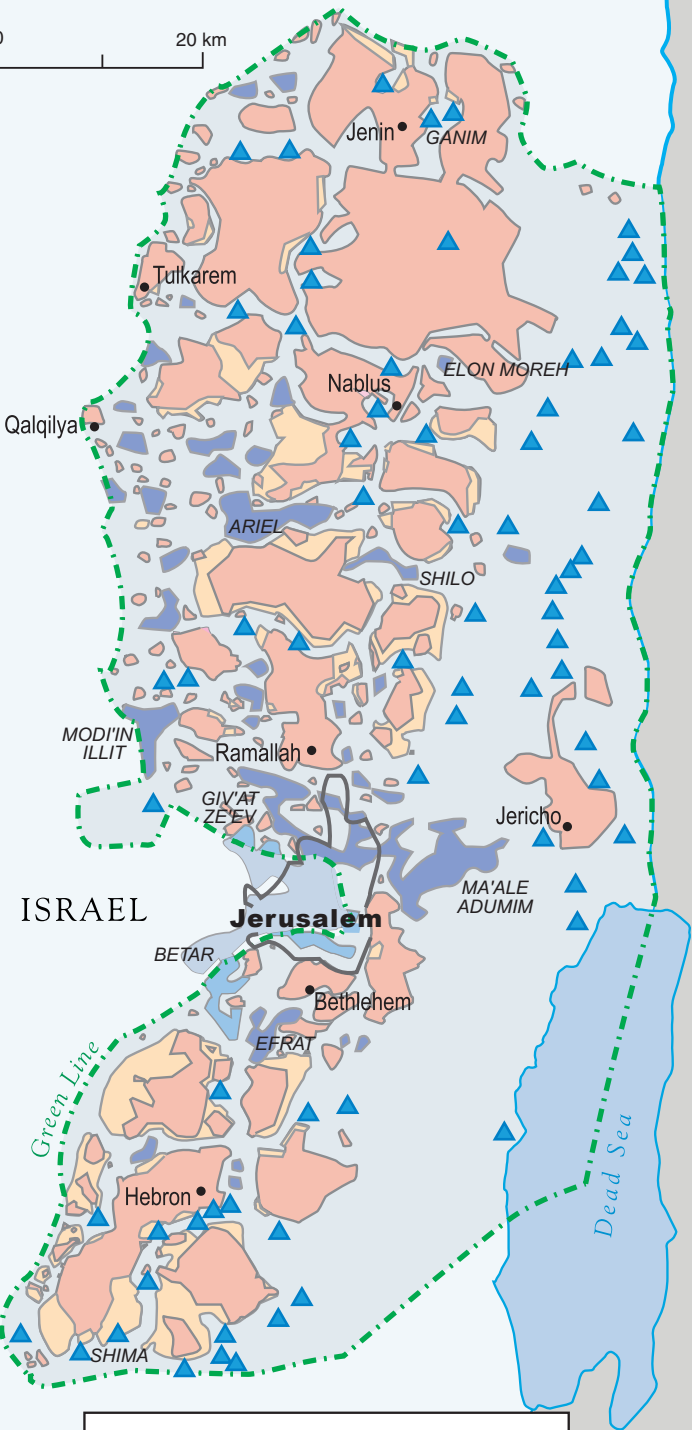 0
20 km
Jenin
GANIM
Tulkarem
ELON MOREH
Nablus
Qalqilya
ARIEL
SHILO
MODI'IN
ILLIT
Ramallah
GIV'AT
ZE'EV
Jericho
MA'ALE
ADUMIM
ISRAEL
Jerusalem
BETAR
Bethlehem
EFRAT
Green Line
Dead Sea
Hebron
SHIMA